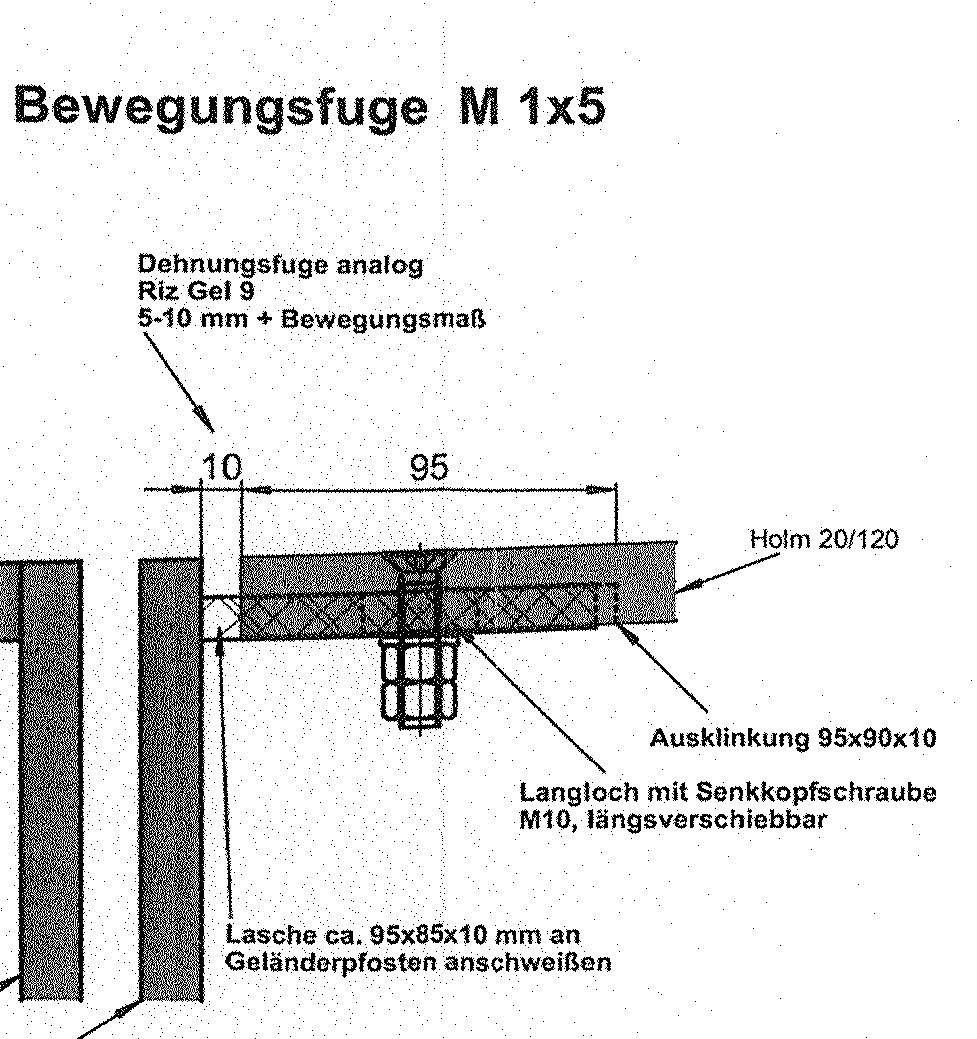 Bewegungsfuge M 1x5
Dehnungsfuge analog
Riz Gel 9
5-10 mm + Bewegungsmaß
10
95
Holm 20/120
Ausklinkung 95x90x10
Langloch mit Senkkopfschraube
M10, längsverschiebbar
Lasche ca. 95x85x10 mm an
Geländerpfosten anschweißen